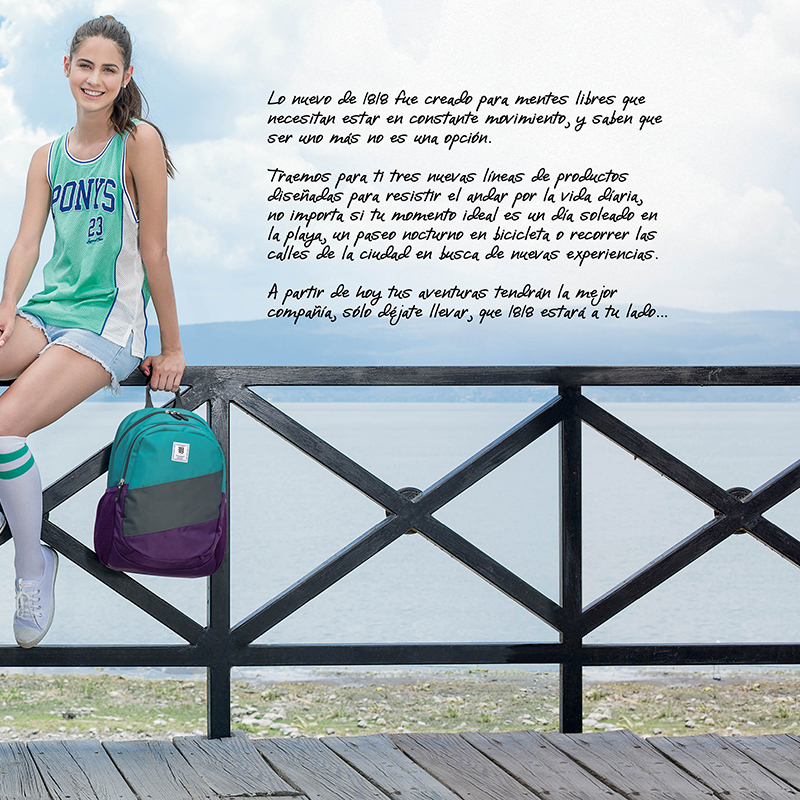 Lo nuevo de 1818 fue creado para mentes libres que
necesitan estar en constante movimiento, y saben que
ser uno más no es una opción.
Traemos para ti tres nuevas líneas de productos
diseñadas para resistir el andar por la vida diaria,
no importa si tu momento ideal es un día soleado en
la playa, un paseo nocturno en bicicleta o recorrer las
calles de la ciudad en busca de nuevas experiencias.
A partir de hoy tus aventuras tendrán la mejor
compañía, sólo déjate llevar, que 1818 estará a tu lado...
PONYS
23